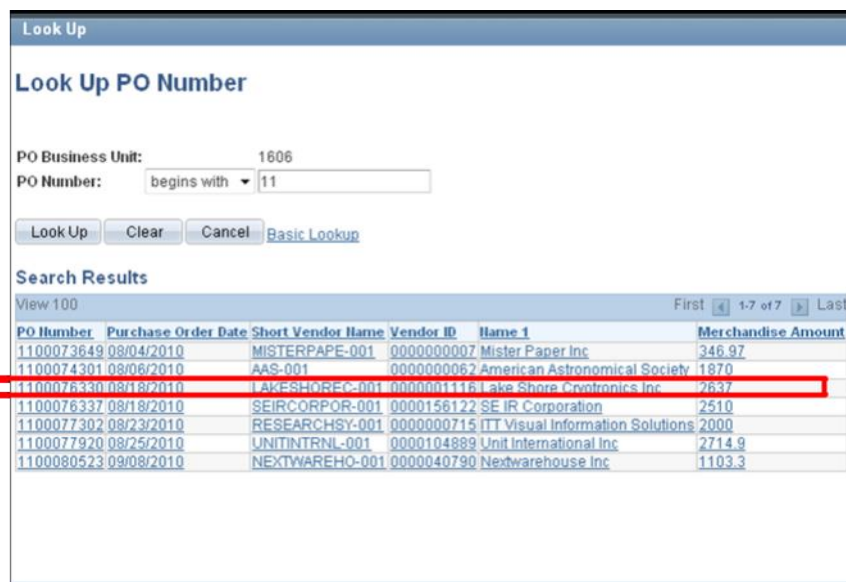 Look Up
Look Up PO Number
PO Business Unit: 1606
PO Number: begins with 11
Look Up Clear Cancel Basic Lookup
Search Results
View 100 First 1-7 of 7 Last
PO Number Purchase Order Date Short Vendor Name Vendor ID Name 1 Merchandise Amount
1100073649 08/04/2010 MISTERPAPE-001 0000000007 Mister Paper Inc 346.97
1100074301 08/06/2010 AAS-001 0000000062 American Astronomical Society 1870
1100076330 08/18/2010 LAKESHOREC-001 0000001116 Lake Shore Cryotronics Inc 2637
1100076337 08/18/2010 SEIRCORPOR-001 0000156122 SE IR Corporation 2510
1100077302 08/23/2010 RESEARCHSY-001 0000000715 ITT Visual Information Solutions 2000
1100077920 08/25/2010 UNITINTRNL-001 0000104889 Unit International Inc 2714.9
1100080523 09/08/2010 NEXTWAREHO-001 0000040790 Nextwarehouse Inc 1103.3